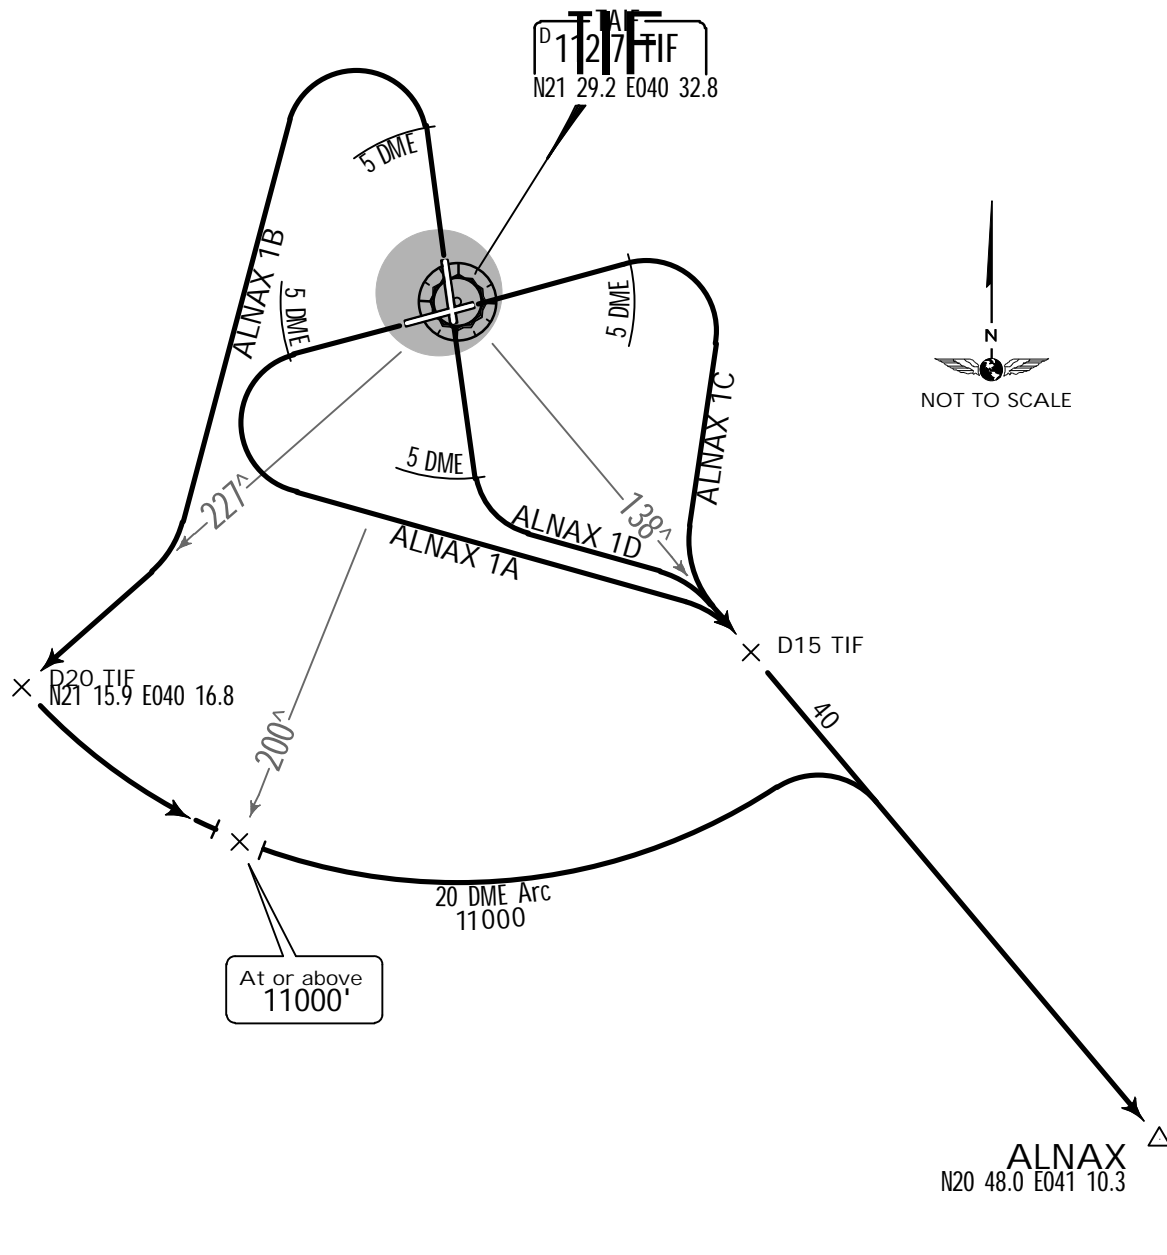 TAIF
TIF
D 112.7 TIF
N21 29.2 E040 32.8
5 DME
ALNAX 1B
5 DME
5 DME
N
NOT TO SCALE
ALNAX 1C
5 DME
227^
138^
ALNAX 1D
ALNAX 1A
D15 TIF
D20 TIF
N21 15.9 E040 16.8
200^
40
20 DME Arc
11000
At or above
11000'
ALNAX
N20 48.0 E041 10.3